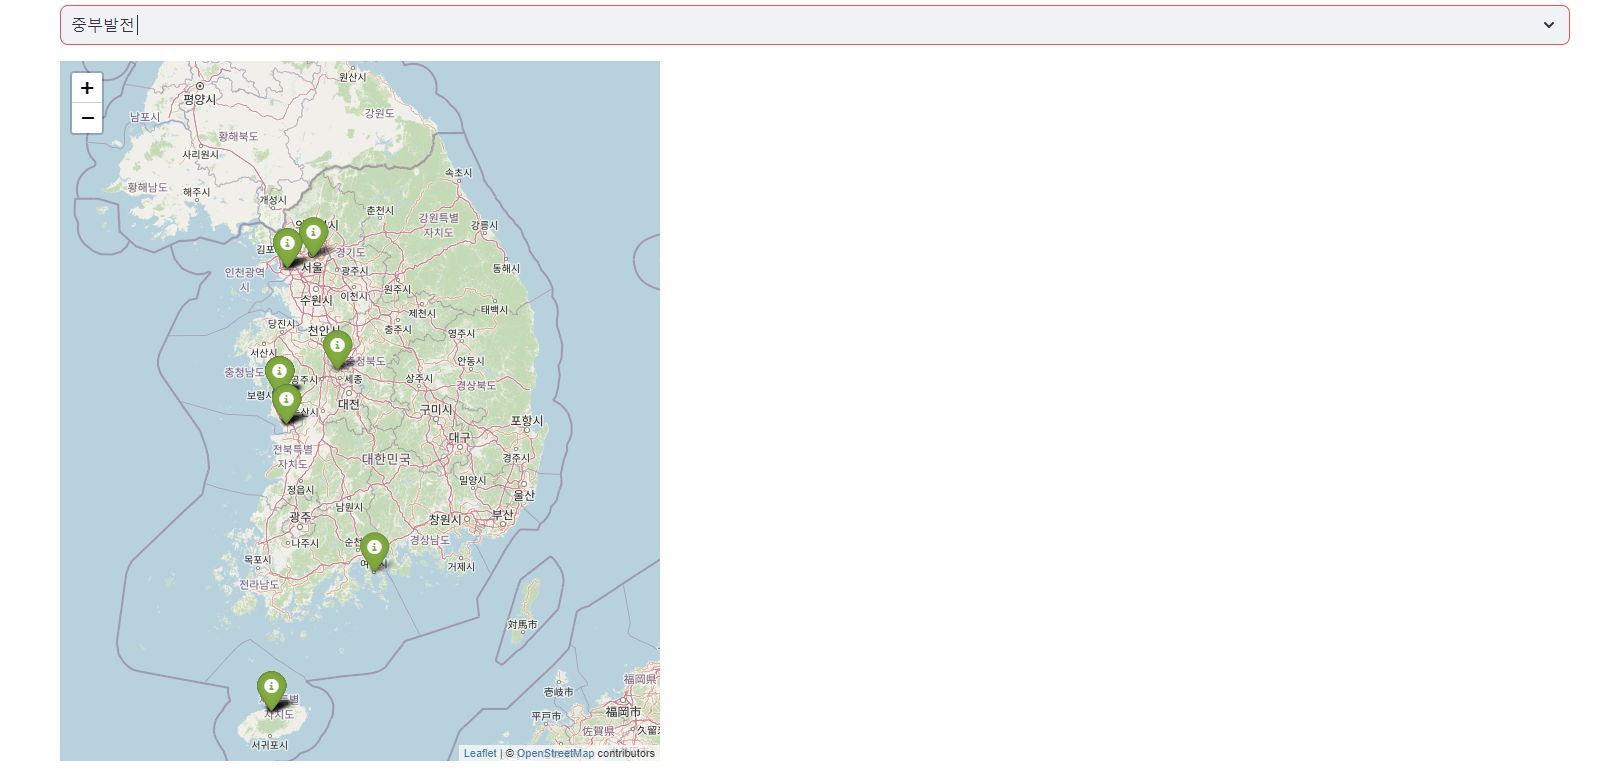 중부발전
+
−
원산시
평양시
강원도
남포시
황해북도
사리원시
속초시
황해남도
해주시
개성시
춘천시
강원특별
자치도
강릉시
김포
경기도
서울
광주시
동해시
인천광역
시
수원시
이천시
원주시
제천시
태백시
당진시
천안시
충주시
영주시
서산시
충청북도
안동시
충청남도
공주시
세종
상주시
경상북도
보령시
대전
구미시
포항시
대구
전북특별
자치도
대한민국
경주시
밀양시
정읍시
울산
남원시
광주
창원시
부산
나주시
순천
경상남도
목포시
거제시
전라남도
対馬市
福岡県
壱岐市
자치도
平戸市
福岡市
佐賀県
久留
서귀포시
Leaflet | © OpenStreetMap contributors